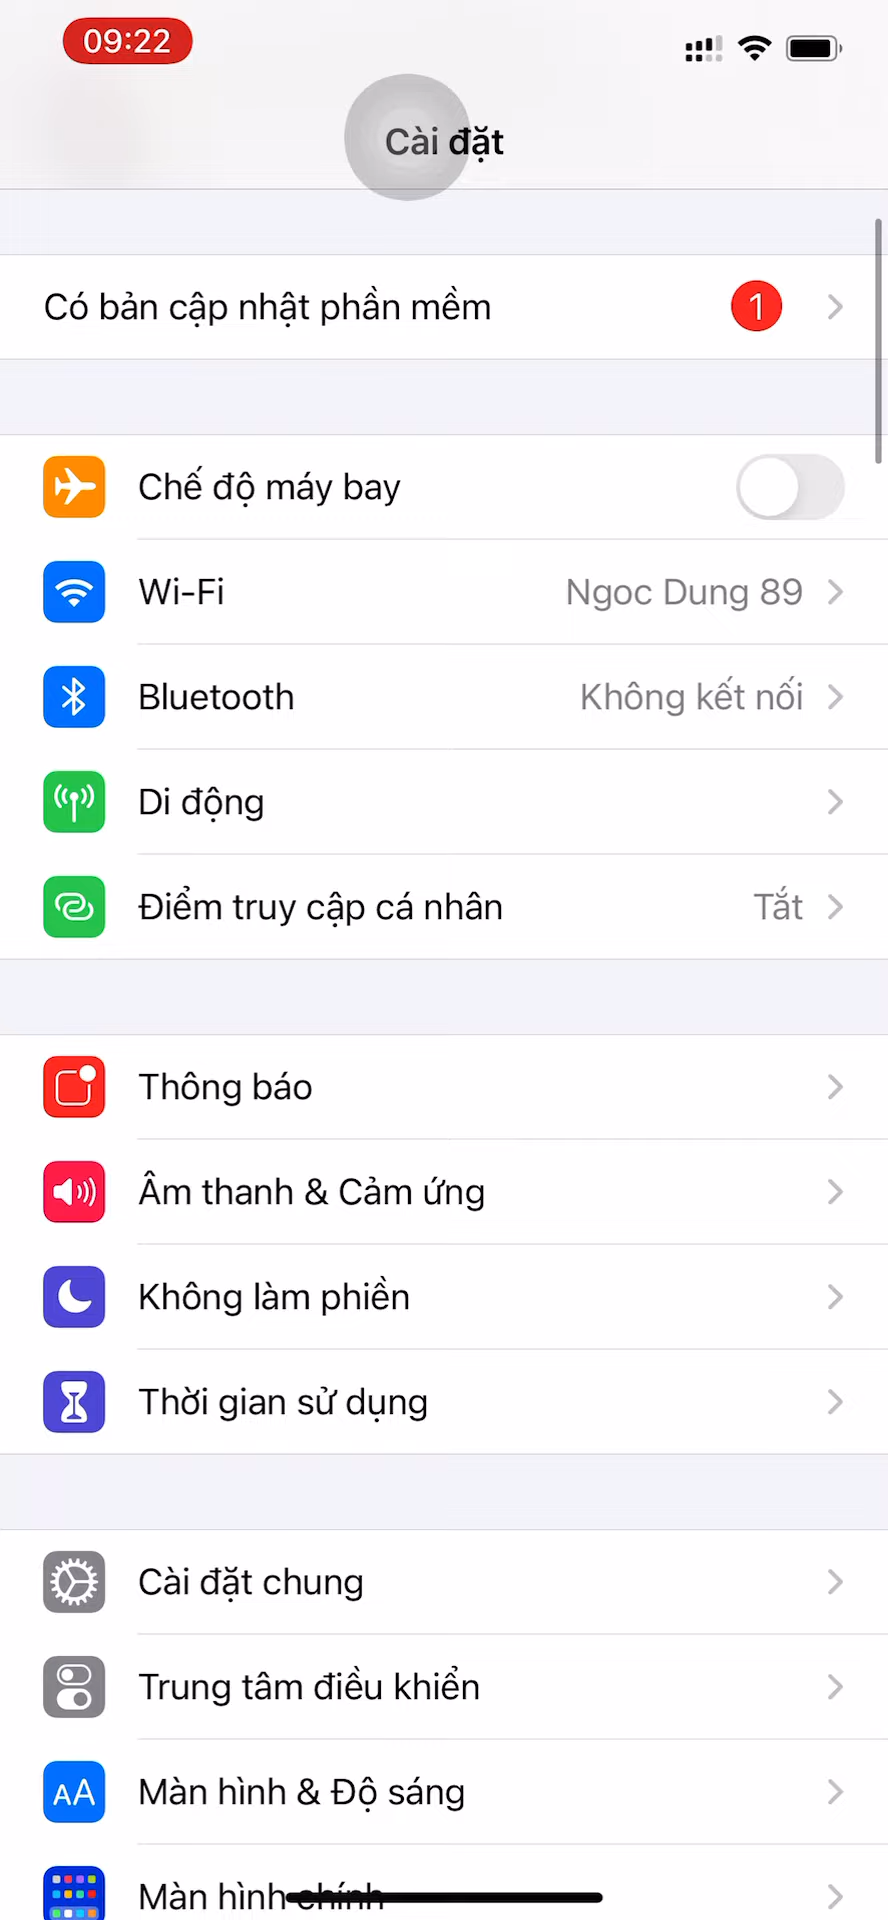 09:22
Cài đặt
Có bản cập nhật phần mềm 1
Chế độ máy bay
Wi-Fi Ngoc Dung 89
Bluetooth Không kết nối
Di động
Điểm truy cập cá nhân Tắt
Thông báo
Âm thanh & Cảm ứng
Không làm phiền
Thời gian sử dụng
Cài đặt chung
Trung tâm điều khiển
AA Màn hình & Độ sáng
Màn hình chính